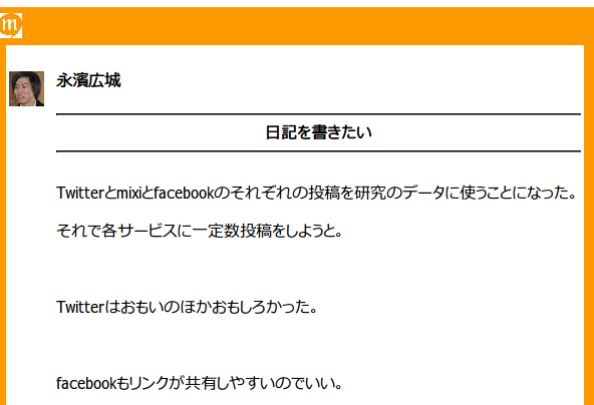 m
永濱広城
日記を書きたい
Twitterとmixiとfacebookのそれぞれの投稿を研究のデータに使うことになった。
それで各サービスに一定数投稿をしようと。
Twitterはおもいのほかおもしろかった。
facebookもリンクが共有しやすいのでいい。